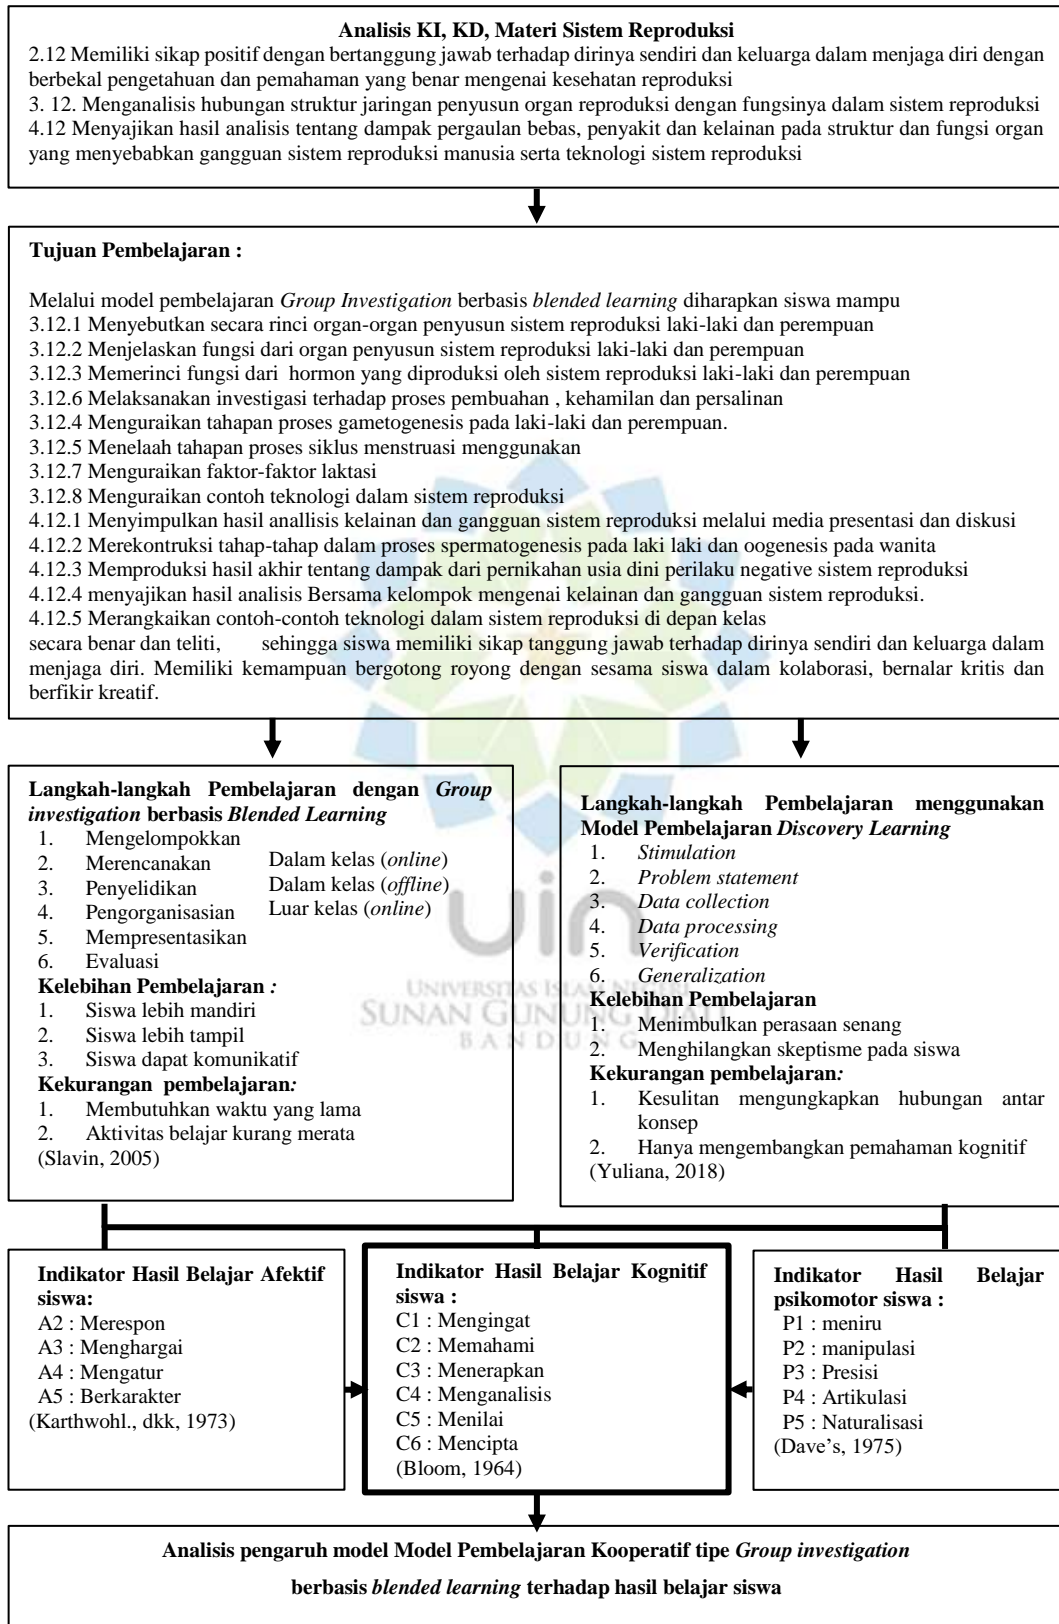 Analisis KI, KD, Materi Sistem Reproduksi
2.12 Memiliki sikap positif dengan bertanggung jawab terhadap dirinya sendiri dan keluarga dalam menjaga diri dengan
berbekal pengetahuan dan pemahaman yang benar mengenai kesehatan reproduksi
3. 12. Menganalisis hubungan struktur jaringan penyusun organ reproduksi dengan fungsinya dalam sistem reproduksi
4.12 Menyajikan hasil analisis tentang dampak pergaulan bebas, penyakit dan kelainan pada struktur dan fungsi organ
yang menyebabkan gangguan sistem reproduksi manusia serta teknologi sistem reproduksi
Tujuan Pembelajaran :
Melalui model pembelajaran Group Investigation berbasis blended learning diharapkan siswa mampu
3.12.1 Menyebutkan secara rinci organ-organ penyusun sistem reproduksi laki-laki dan perempuan
3.12.2 Menjelaskan fungsi dari organ penyusun sistem reproduksi laki-laki dan perempuan
3.12.3 Memerinci fungsi dari hormon yang diproduksi oleh sistem reproduksi laki-laki dan perempuan
3.12.6 Melaksanakan investigasi terhadap proses pembuahan , kehamilan dan persalinan
3.12.4 Menguraikan tahapan proses gametogenesis pada laki-laki dan perempuan.
3.12.5 Menelaah tahapan proses siklus menstruasi menggunakan
3.12.7 Menguraikan faktor-faktor laktasi
3.12.8 Menguraikan contoh teknologi dalam sistem reproduksi
4.12.1 Menyimpulkan hasil anallisis kelainan dan gangguan sistem reproduksi melalui media presentasi dan diskusi
4.12.2 Merekontruksi tahap-tahap dalam proses spermatogenesis pada laki laki dan oogenesis pada wanita
4.12.3 Memproduksi hasil akhir tentang dampak dari pernikahan usia dini perilaku negative sistem reproduksi
4.12.4 menyajikan hasil analisis Bersama kelompok mengenai kelainan dan gangguan sistem reproduksi.
4.12.5 Merangkaikan contoh-contoh teknologi dalam sistem reproduksi di depan kelas
secara benar dan teliti, sehingga siswa memiliki sikap tanggung jawab terhadap dirinya sendiri dan keluarga dalam
menjaga diri. Memiliki kemampuan bergotong royong dengan sesama siswa dalam kolaborasi, bernalar kritis dan
berfikir kreatif.
Langkah-langkah Pembelajaran dengan Group
investigation berbasis Blended Learning
1. Mengelompokkan
2. Merencanakan
3. Penyelidikan
4. Pengorganisasian
5. Mempresentasikan
6. Evaluasi
Dalam kelas (online)
Dalam kelas (offline)
Luar kelas (online)
Kelebihan Pembelajaran :
1. Siswa lebih mandiri
2. Siswa lebih tampil
3. Siswa dapat komunikatif
Kekurangan pembelajaran:
1. Membutuhkan waktu yang lama
2. Aktivitas belajar kurang merata
(Slavin, 2005)
Langkah-langkah Pembelajaran menggunakan
Model Pembelajaran Discovery Learning
1. Stimulation
2. Problem statement
3. Data collection
4. Data processing
5. Verification
6. Generalization
Kelebihan Pembelajaran
1. Menimbulkan perasaan senang
2. Menghilangkan skeptisme pada siswa
Kekurangan pembelajaran:
1. Kesulitan mengungkapkan hubungan antar
konsep
2. Hanya mengembangkan pemahaman kognitif
(Yuliana, 2018)
uin
UNIVERSITAS ISLAM NEGERI
SUNAN GUNUNG DJATI
BANDUNG
Indikator Hasil Belajar Afektif
siswa:
A2 : Merespon
A3 : Menghargai
A4 : Mengatur
A5 : Berkarakter
(Karthwohl., dkk, 1973)
Indikator Hasil Belajar Kognitif
siswa :
C1 : Mengingat
C2 : Memahami
C3 : Menerapkan
C4 : Menganalisis
C5 : Menilai
C6 : Mencipta
(Bloom, 1964)
Indikator Hasil Belajar
psikomotor siswa :
P1 : meniru
P2 : manipulasi
P3 : Presisi
P4 : Artikulasi
P5 : Naturalisasi
(Dave's, 1975)
Analisis pengaruh model Model Pembelajaran Kooperatif tipe Group investigation
berbasis blended learning terhadap hasil belajar siswa